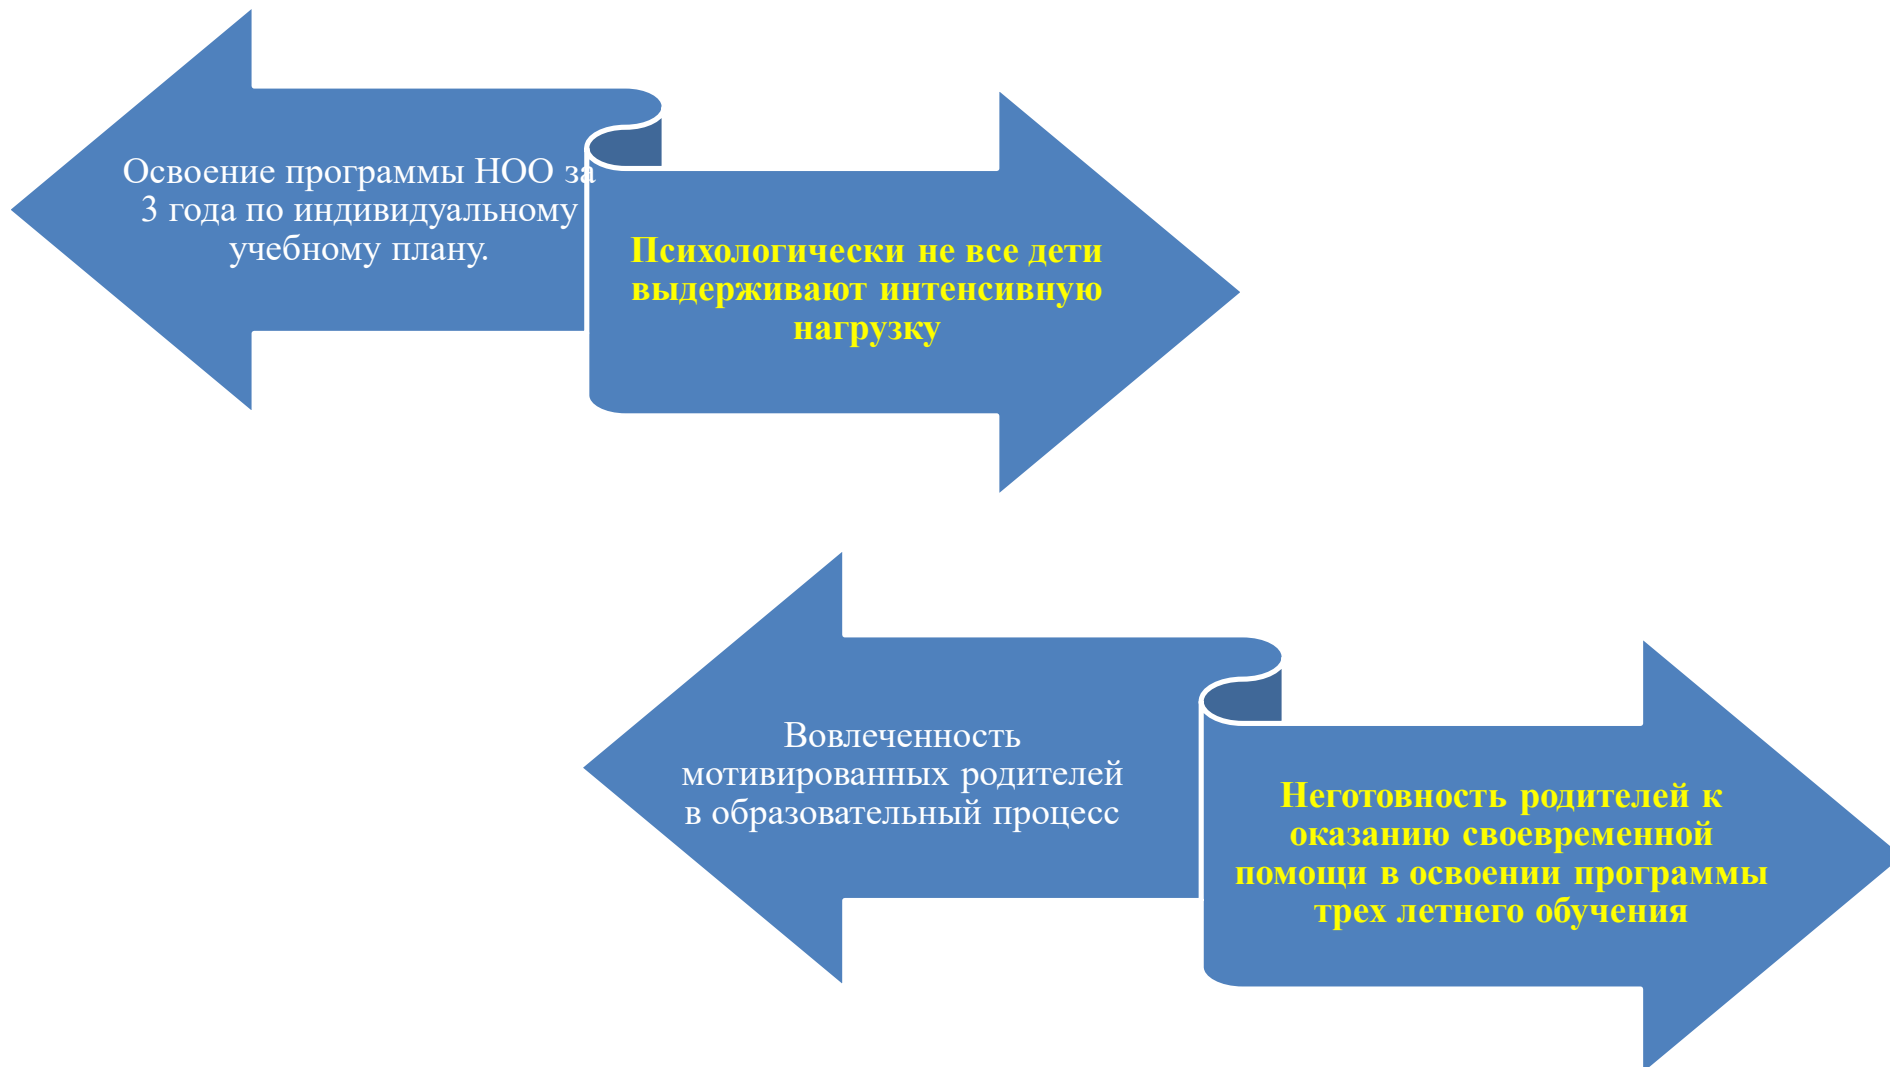 Освоение программы НОО за
3 года по индивидуальному
учебному плану.
Психологически не все дети
выдерживают интенсивную
нагрузку
Вовлеченность
мотивированных родителей
в образовательный процесс
Неготовность родителей к
оказанию своевременной
помощи в освоении программы
трех летнего обучения